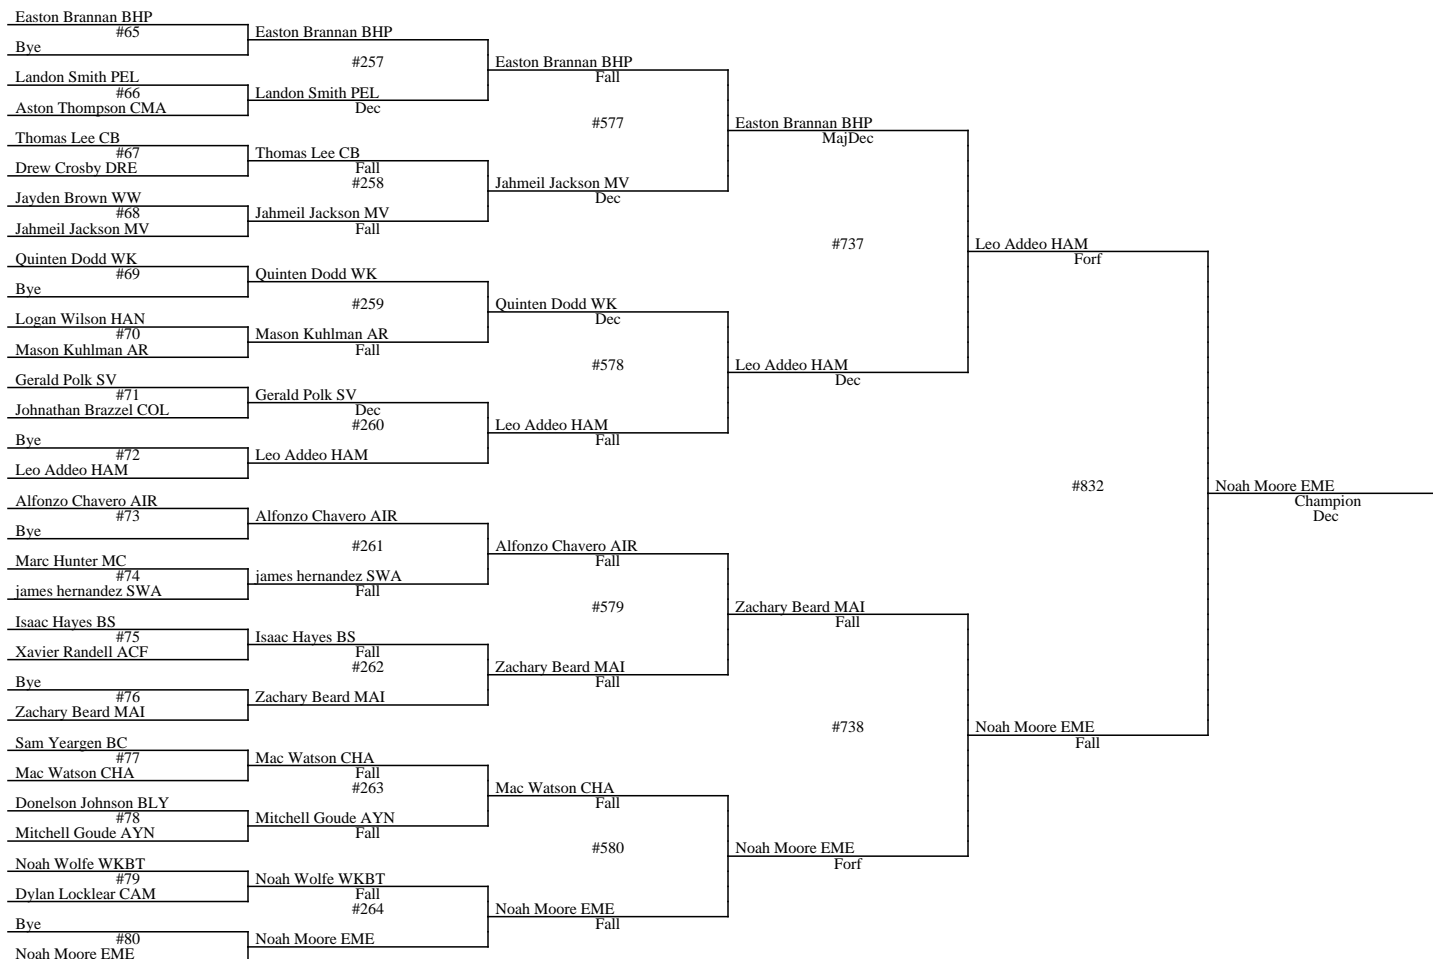 Easton Brannan BHP
#65
Bye
Landon Smith PEL
#66
Aston Thompson CMA
Thomas Lee CB
#67
Drew Crosby DRE
Jayden Brown WW
#68
Jahmeil Jackson MV
Quinten Dodd WK
#69
Bye
Logan Wilson HAN
#70
Mason Kuhlman AR
Gerald Polk SV
#71
Johnathan Brazzel COL
Bye
#72
Leo Addeo HAM
Alfonzo Chavero AIR
#73
Bye
Marc Hunter MC
#74
james hernandez SWA
Isaac Hayes BS
#75
Xavier Randell ACF
Bye
#76
Zachary Beard MAI
Sam Yeargen BC
#77
Mac Watson CHA
Donelson Johnson BLY
#78
Mitchell Goude AYN
Noah Wolfe WKBT
#79
Dylan Locklear CAM
Bye
#80
Noah Moore EME
Easton Brannan BHP
#257
Landon Smith PEL
Dec
Thomas Lee CB
Fall
#258
Jahmeil Jackson MV
Fall
Quinten Dodd WK
#259
Mason Kuhlman AR
Fall
Gerald Polk SV
Dec
#260
Leo Addeo HAM
Alfonzo Chavero AIR
#261
james hernandez SWA
Fall
Isaac Hayes BS
Fall
#262
Zachary Beard MAI
Mac Watson CHA
Fall
#263
Mitchell Goude AYN
Fall
Noah Wolfe WKBT
Fall
#264
Noah Moore EME
Easton Brannan BHP
Fall
#577
Jahmeil Jackson MV
Dec
Quinten Dodd WK
Dec
#578
Leo Addeo HAM
Fall
Alfonzo Chavero AIR
Fall
#579
Zachary Beard MAI
Fall
Mac Watson CHA
Fall
#580
Noah Moore EME
Fall
Easton Brannan BHP
MajDec
#737
Leo Addeo HAM
Dec
Zachary Beard MAI
Fall
#738
Noah Moore EME
Forf
Leo Addeo HAM
Forf
#832
Noah Moore EME
Fall
Noah Moore EME
Champion
Dec